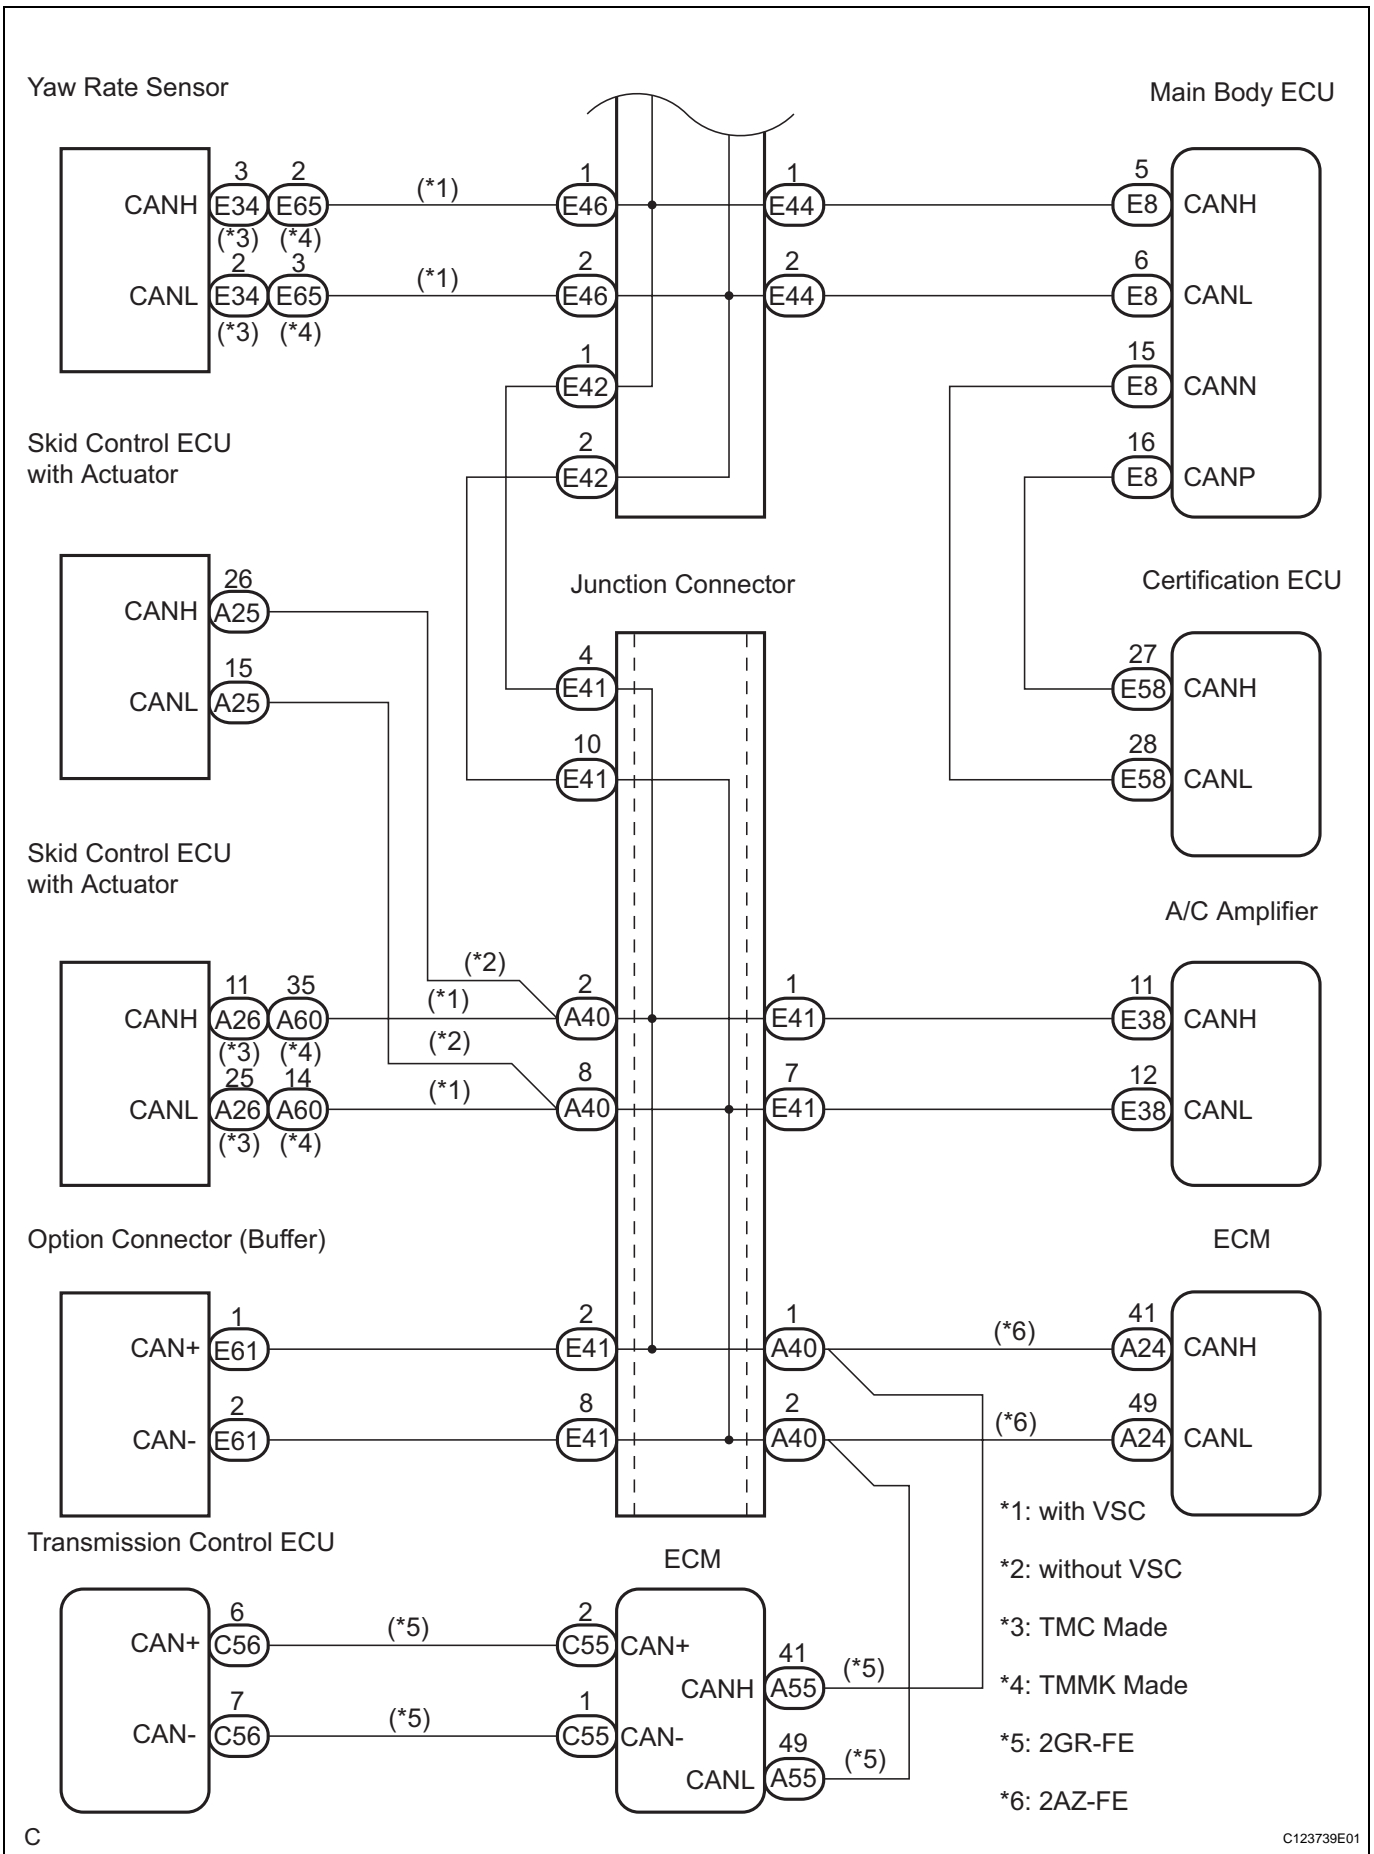 Yaw Rate Sensor
Main Body ECU
3 2 (*1) 1 1 5
CANH E34 E65 E46 E44 E8 CANH
(*3) (*4)
2 3 (*1) 2 2 6
CANL E34 E65 E46 E44 E8 CANL
(*3) (*4)
1 15
E42 E8 CANN
Skid Control ECU
with Actuator
2 16
E42 E8 CANP
26
CANH A25
Junction Connector
Certification ECU
15 4 27
CANL A25 E41 E58 CANH
10 28
E41 E58 CANL
Skid Control ECU
with Actuator
A/C Amplifier
(*2)
11 35 (*1) 2 1 11
CANH A26 A60 A40 E41 E38 CANH
(*3) (*4) (*2)
25 14 (*1) 8 7 12
CANL A26 A60 A40 E41 E38 CANL
(*3) (*4)
Option Connector (Buffer)
ECM
1 2 1 (*6) 41
CAN+ E61 E41 A40 A24 CANH
2 8 2 (*6) 49
CAN- E61 E41 A40 A24 CANL
*1: with VSC
Transmission Control ECU
ECM
*2: without VSC
6 (*5) 2
CAN+ C56 C55 CAN+
*3: TMC Made
41 (*5)
CANH A55
*4: TMMK Made
7 (*5) 1
CAN- C56 C55 CAN-
*5: 2GR-FE
49 (*5)
CANL A55
*6: 2AZ-FE
C
C123739E01